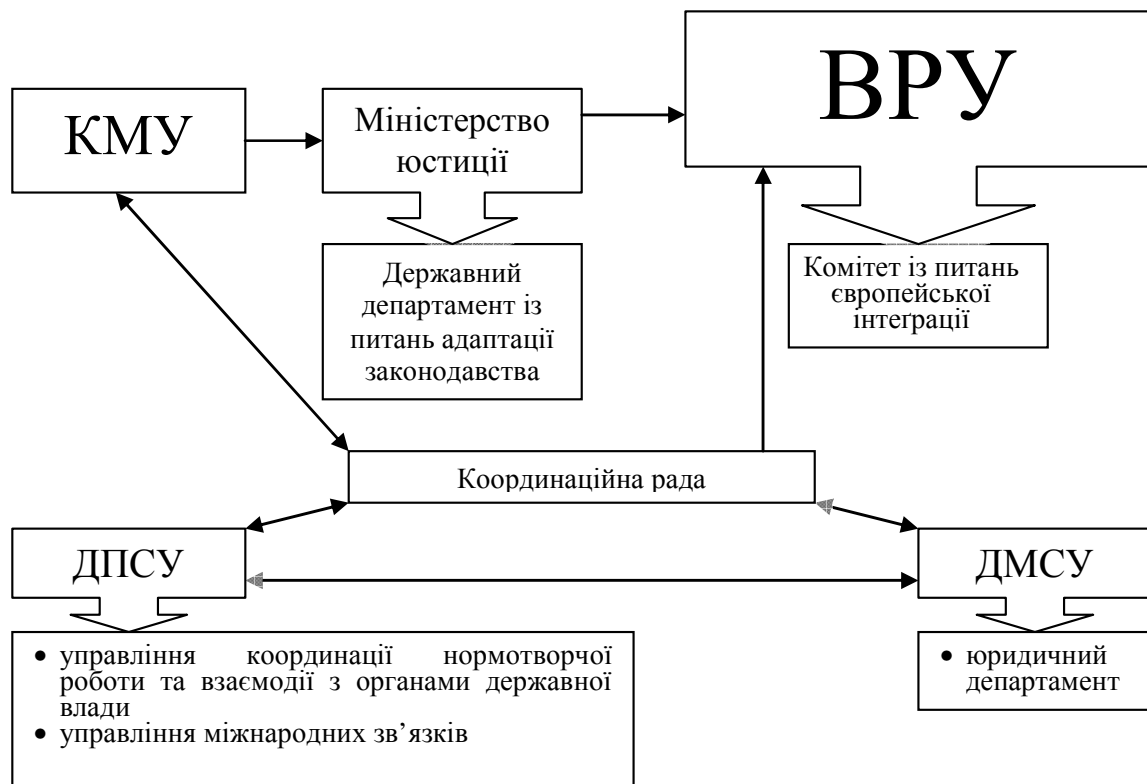 КМУ
Міністерство
юстиції
ВРУ
Державний
департамент із
питань адаптації
законодавства
Комітет із питань
європейської
інтеґрації
Координаційна рада
ДПСУ
ДМСУ
• управління координації нормотворчої
роботи та взаємодії з органами державної
влади
• управління міжнародних зв’язків
• юридичний
департамент